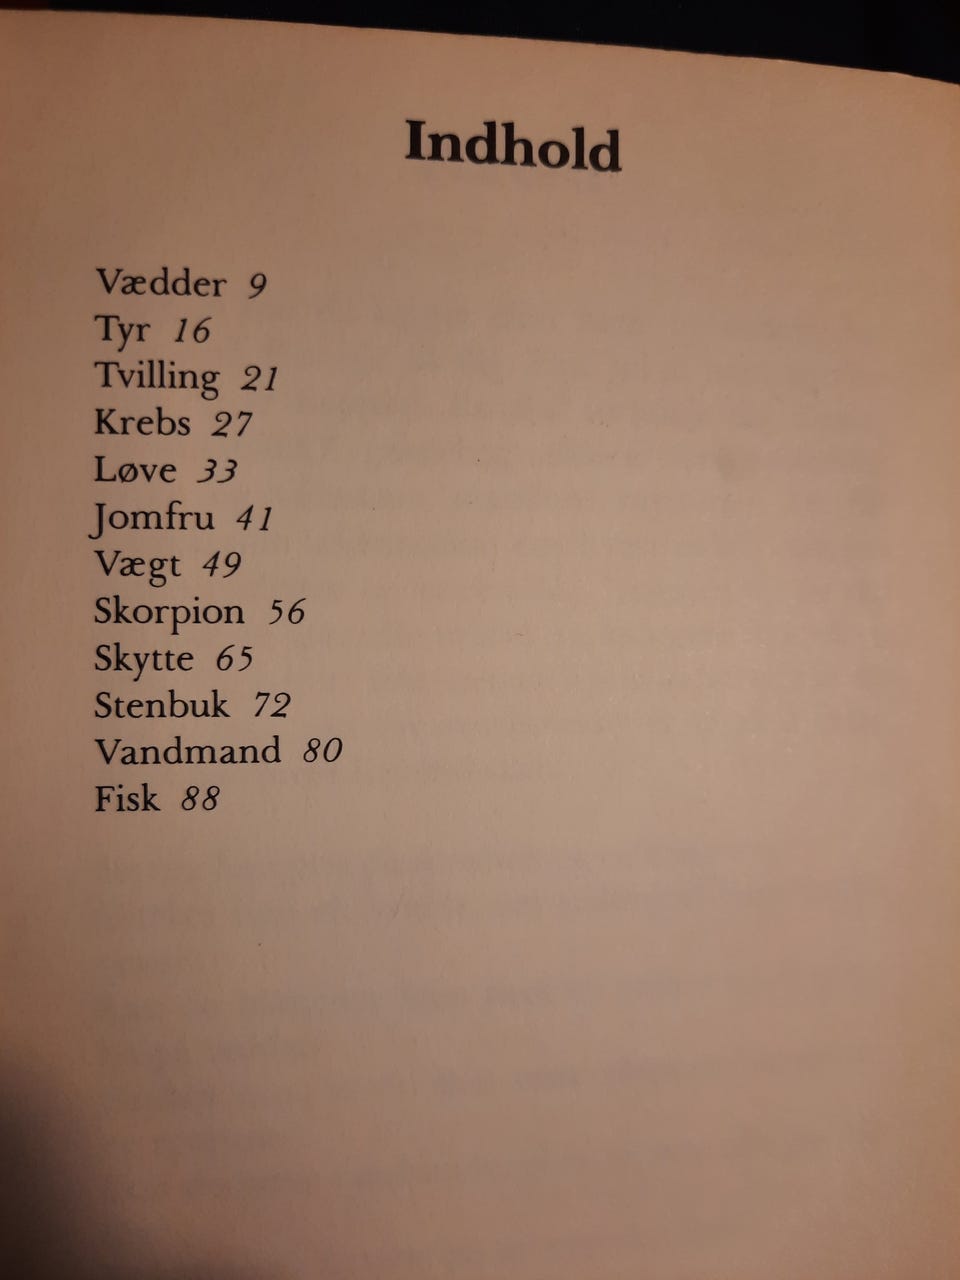 Indhold
Vædder 9
Tyr 16
Tvilling 21
Krebs 27
Løve 33
Jomfru 41
Vægt 49
Skorpion 56
Skytte 65
Stenbuk 72
Vandmand 80
Fisk 88